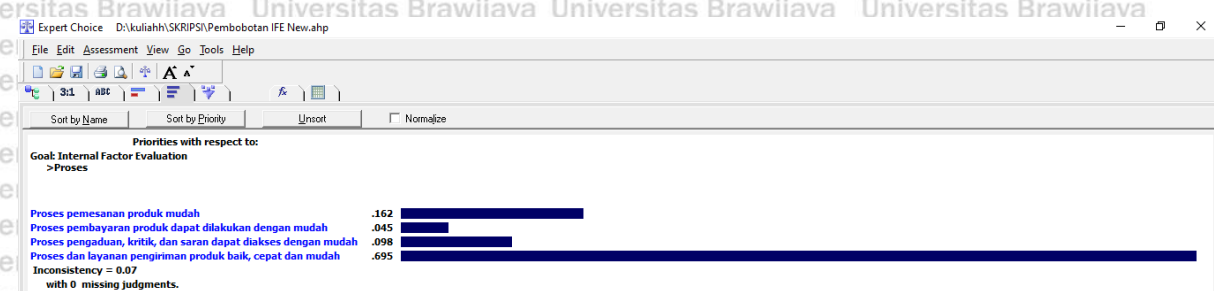 ersitas Brawijaya Universitas Brawijaya Universitas Brawijaya Universitas Brawijaya
Expert Choice D:\kuliahh\SKRIPSI\Pembobotan IFE New.ahp
File Edit Assessment View Go Tools Help
A A
3:1 ABC fx
Sort by Name Sort by Priority Unsort Normalize
Priorities with respect to:
Goal: Internal Factor Evaluation
>Proses
Proses pemesanan produk mudah .162
Proses pembayaran produk dapat dilakukan dengan mudah .045
Proses pengaduan, kritik, dan saran dapat diakses dengan mudah .098
Proses dan layanan pengiriman produk baik, cepat dan mudah .695
Inconsistency = 0.07
with 0 missing judgments.